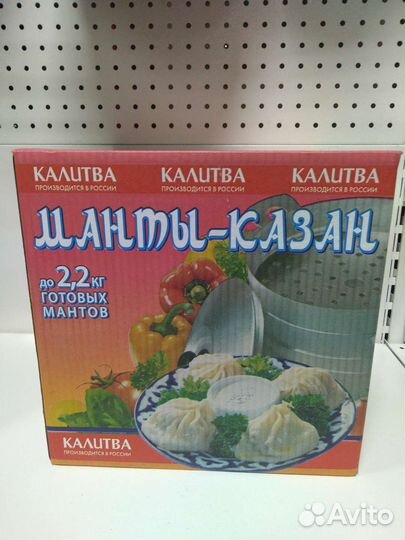 КАЛИТВА
ПРОИЗВОДИТСЯ В РОССИИ
КАЛИТВА
ПРОИЗВОДИТСЯ В РОССИИ
КАЛИТВА
ПРОИЗВОДИТСЯ В РОССИИ
МАНТЫ-КАЗАН
до 2,2 КГ
ГОТОВЫХ
МАНТОВ
КАЛИТВА
ПРОИЗВОДИТСЯ В РОССИИ
Avito